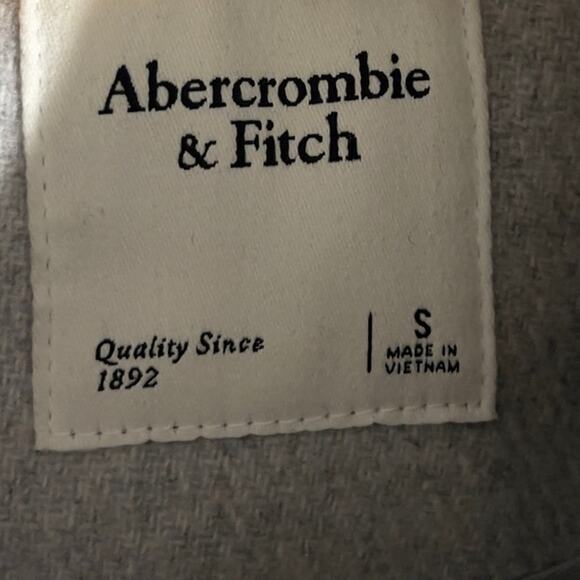 Abercrombie
& Fitch
Quality Since
1892
S
MADE IN
VIETNAM